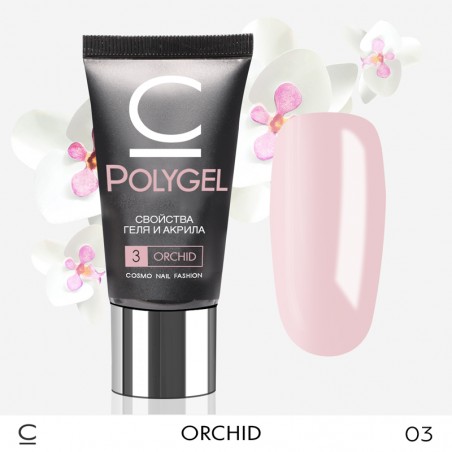 C
POLYGEL
СВОЙСТВА
ГЕЛЯ И АКРИЛА
3 ORCHID
COSMO NAIL FASHION
C ORCHID 03